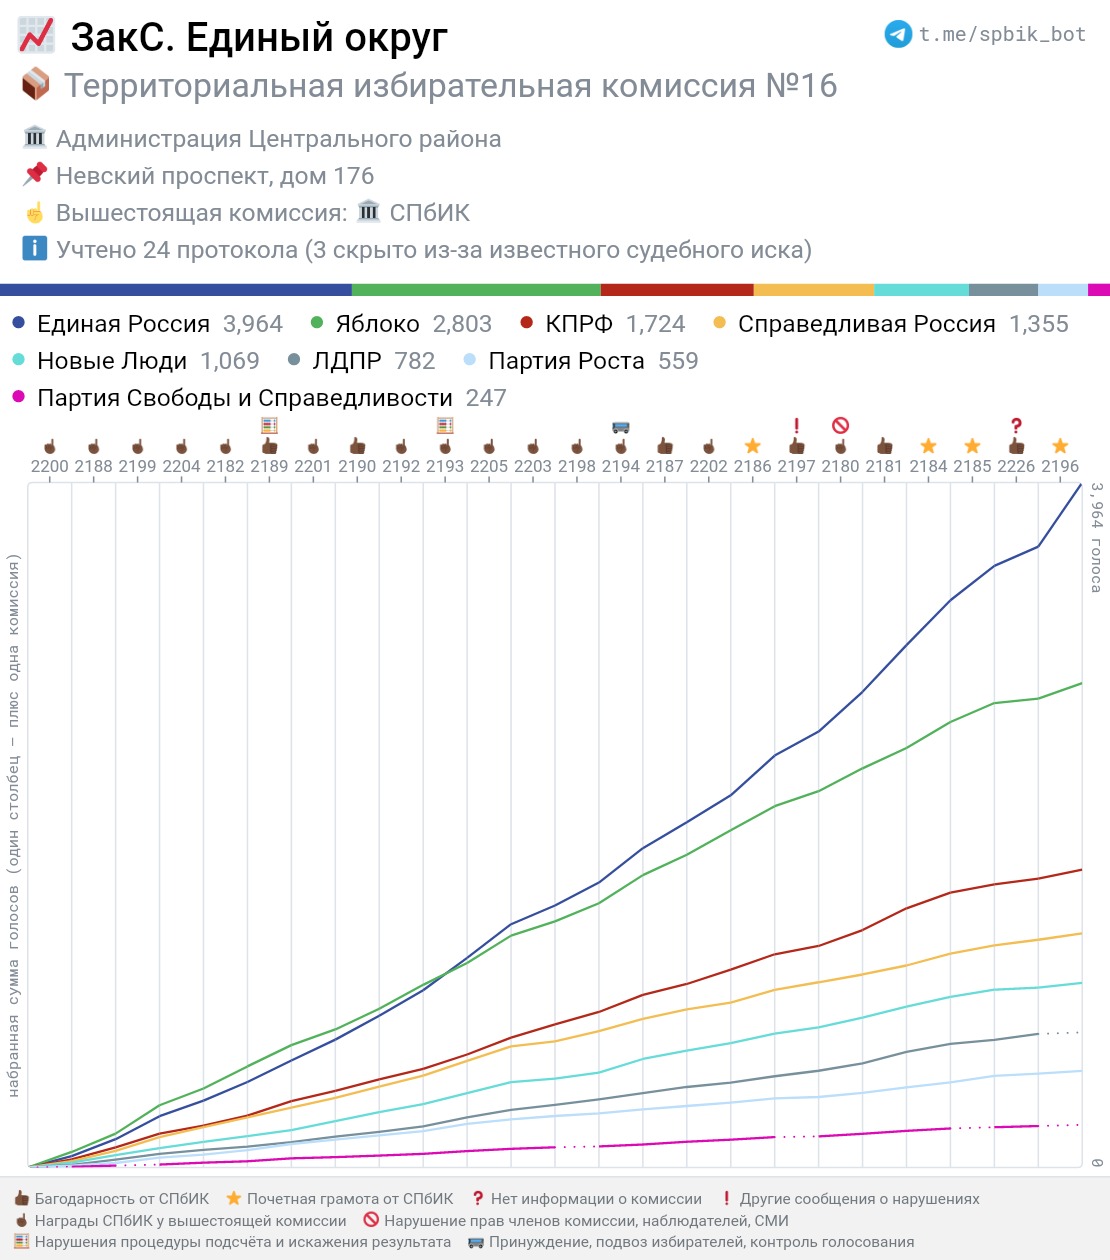 ЗакС. Единый округ
t.me/spbik_bot
Территориальная избирательная комиссия №16
Администрация Центрального района
Невский проспект, дом 176
Вышестоящая комиссия: СПбИК
Учтено 24 протокола (3 скрыто из-за известного судебного иска)
Единая Россия 3,964 Яблоко 2,803 КПРФ 1,724 Справедливая Россия 1,355
Новые Люди 1,069 ЛДПР 782 Партия Роста 559
Партия Свободы и Справедливости 247
2200 2188 2199 2204 2182 2189 2201 2190 2192 2193 2205 2203 2198 2194 2187 2202 2186 2197 2180 2181 2184 2185 2226 2196
3,964 голоса
набранная сумма голосов (один столбец — плюс одна комиссия)
0
Багодарность от СПбИК Почетная грамота от СПбИК Нет информации о комиссии Другие сообщения о нарушениях
Награды СПбИК у вышестоящей комиссии Нарушение прав членов комиссии, наблюдателей, СМИ
Нарушения процедуры подсчёта и искажения результата Принуждение, подвоз избирателей, контроль голосования